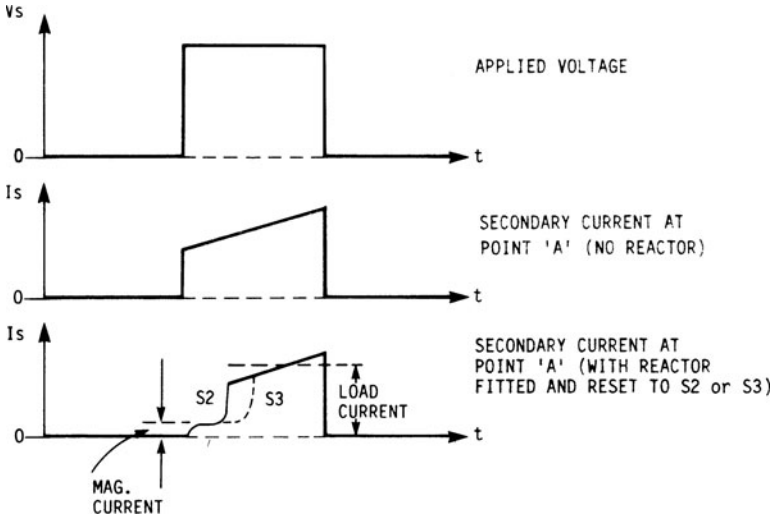 Vs
APPLIED VOLTAGE
0
t
Is
SECONDARY CURRENT AT
POINT 'A' (NO REACTOR)
0
t
Is
SECONDARY CURRENT AT
POINT 'A' (WITH REACTOR
FITTED AND RESET TO S2 or S3)
S2
S3
LOAD
CURRENT
0
t
MAG.
CURRENT